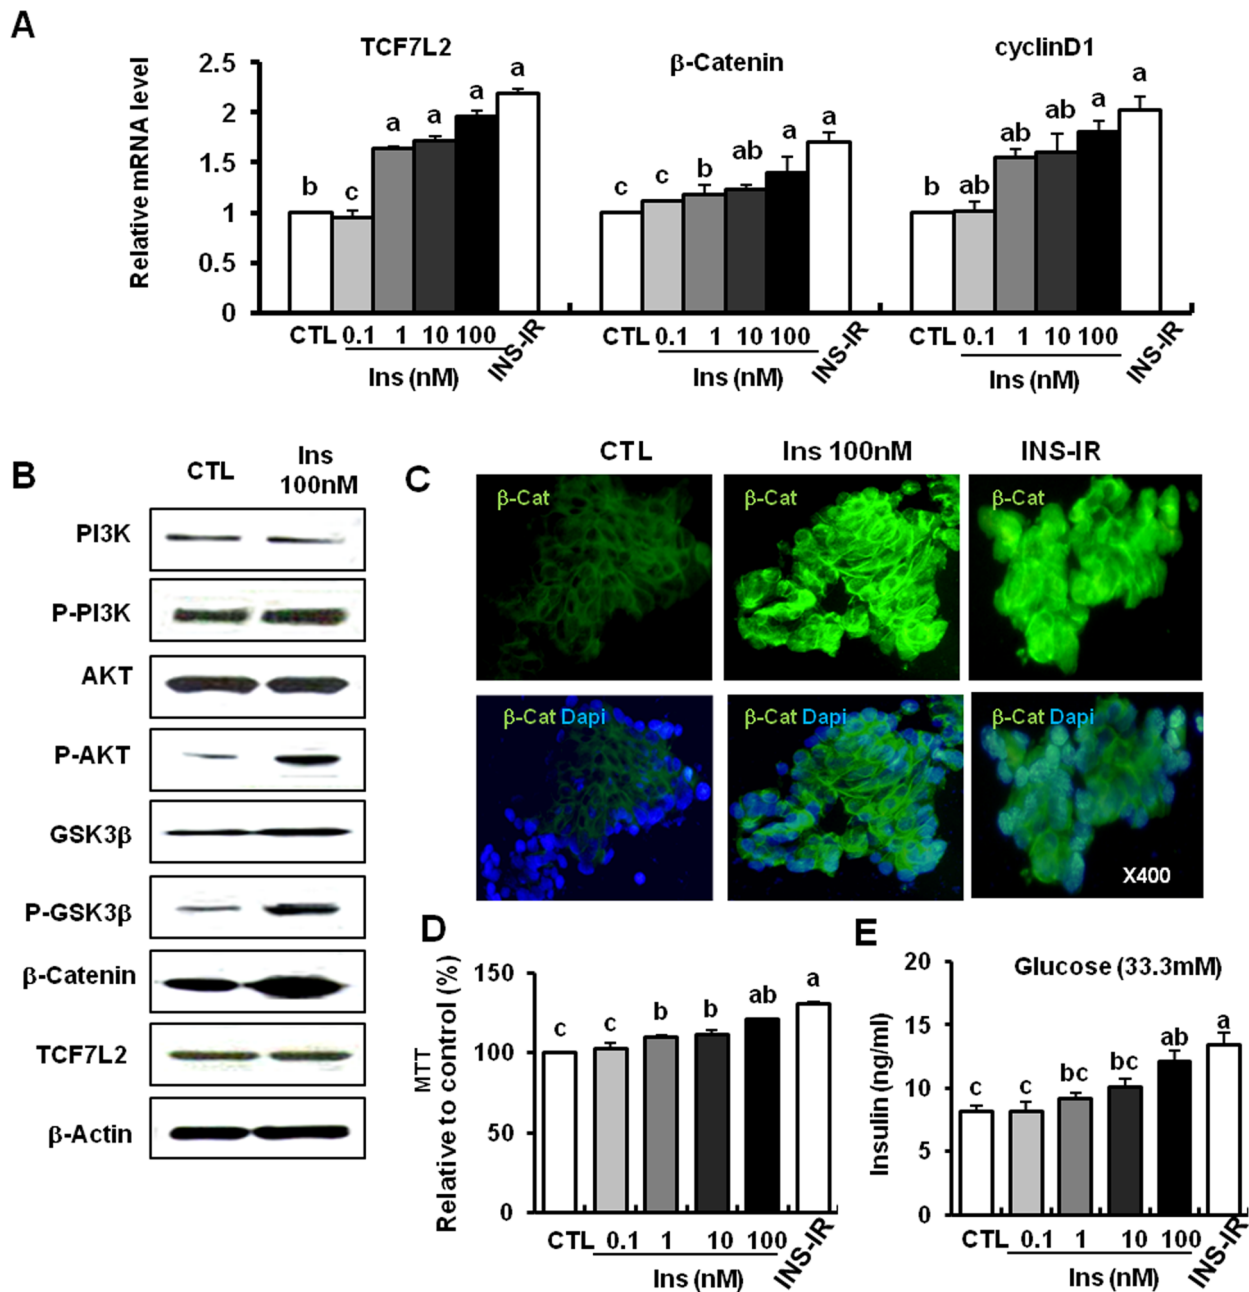 A
TCF7L2
β-Catenin
cyclinD1
Relative mRNA level
2.5
2
1.5
1
0.5
0
b c a a a a
c c b ab a a
b ab ab ab a a
CTL 0.1 1 10 100 INS-IR
Ins (nM)
CTL 0.1 1 10 100 INS-IR
Ins (nM)
CTL 0.1 1 10 100 INS-IR
Ins (nM)
B
CTL
Ins
100nM
PI3K
P-PI3K
AKT
P-AKT
GSK3β
P-GSK3β
β-Catenin
TCF7L2
β-Actin
C
CTL
Ins 100nM
INS-IR
β-Cat
β-Cat
β-Cat
β-Cat Dapi
β-Cat Dapi
β-Cat Dapi
X400
D
MTT
Relative to control (%)
150
100
50
0
c c b b ab a
CTL 0.1 1 10 100 INS-IR
Ins (nM)
E
Glucose (33.3mM)
Insulin (ng/ml)
20
15
10
5
0
c c bc bc ab a
CTL 0.1 1 10 100 INS-IR
Ins (nM)